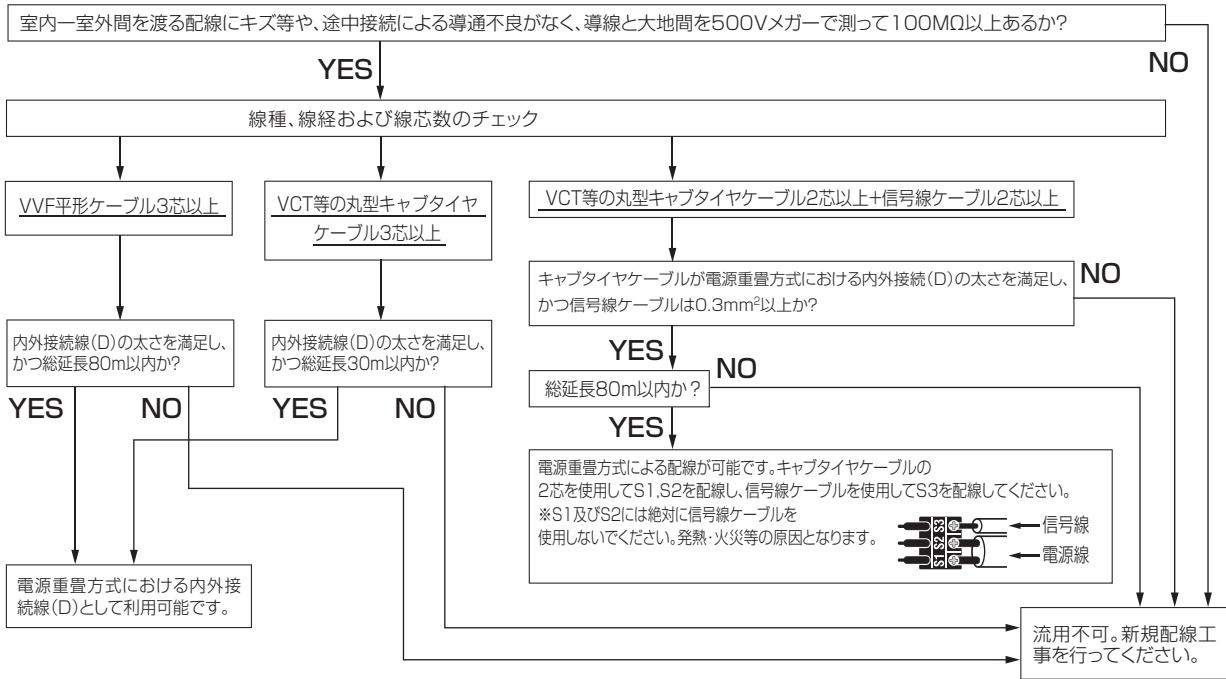 室内ー室外間を渡る配線にキズ等や、途中接続による導通不良がなく、導線と大地間を500Vメガーで測って100MΩ以上あるか?
YES
NO
線種、線経および線芯数のチェック
VVF平形ケーブル3芯以上
VCT等の丸型キャブタイヤ
ケーブル3芯以上
VCT等の丸型キャブタイヤケーブル2芯以上+信号線ケーブル2芯以上
キャブタイヤケーブルが電源重畳方式における内外接続(D)の太さを満足し、
かつ信号線ケーブルは0.3mm²以上か?
NO
内外接続線(D)の太さを満足し、
かつ総延長80m以内か?
内外接続線(D)の太さを満足し、
かつ総延長30m以内か?
YES
総延長80m以内か?
NO
YES
NO
YES
NO
YES
電源重畳方式による配線が可能です。キャブタイヤケーブルの
2芯を使用してS1,S2を配線し、信号線ケーブルを使用してS3を配線してください。
※S1及びS2には絶対に信号線ケーブルを
使用しないでください。発熱・火災等の原因となります。
S1 S2 S3
信号線
電源線
電源重畳方式における内外接
続線(D)として利用可能です。
流用不可。新規配線工
事を行ってください。